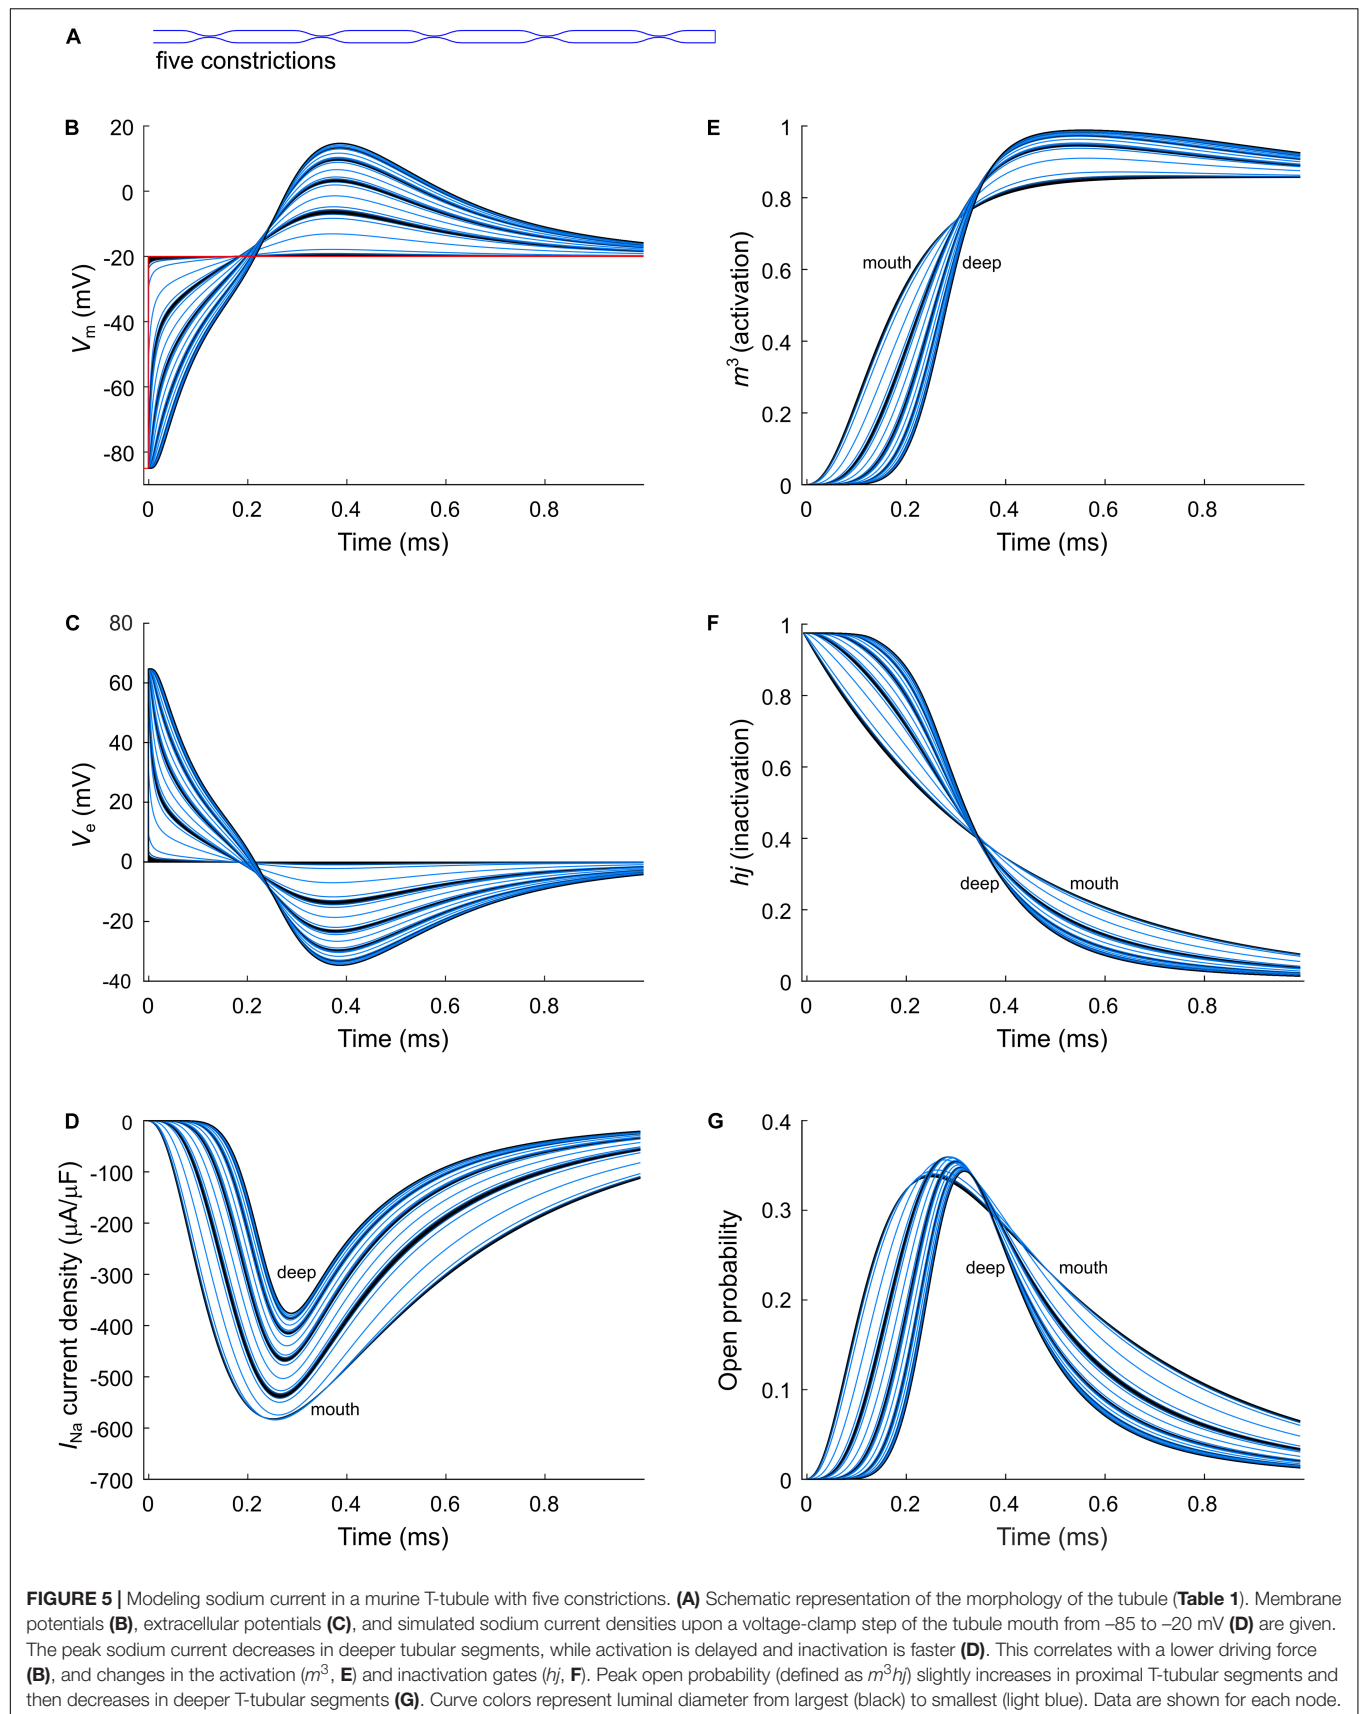 A
five constrictions
B
20
0
-20
-40
-60
-80
Vm (mV)
0 0.2 0.4 0.6 0.8
Time (ms)
E
1
0.8
0.6
0.4
0.2
0
m³ (activation)
mouth deep
0 0.2 0.4 0.6 0.8
Time (ms)
C
80
60
40
20
0
-20
-40
Ve (mV)
0 0.2 0.4 0.6 0.8
Time (ms)
F
1
0.8
0.6
0.4
0.2
0
hj (inactivation)
deep mouth
0 0.2 0.4 0.6 0.8
Time (ms)
D
0
-100
-200
-300
-400
-500
-600
-700
INa current density (µA/µF)
deep
mouth
0 0.2 0.4 0.6 0.8
Time (ms)
G
0.4
0.3
0.2
0.1
0
Open probability
deep mouth
0 0.2 0.4 0.6 0.8
Time (ms)
FIGURE 5 | Modeling sodium current in a murine T-tubule with five constrictions. (A) Schematic representation of the morphology of the tubule (Table 1). Membrane
potentials (B), extracellular potentials (C), and simulated sodium current densities upon a voltage-clamp step of the tubule mouth from –85 to –20 mV (D) are given.
The peak sodium current decreases in deeper tubular segments, while activation is delayed and inactivation is faster (D). This correlates with a lower driving force
(B), and changes in the activation (m³, E) and inactivation gates (hj, F). Peak open probability (defined as m³hj) slightly increases in proximal T-tubular segments and
then decreases in deeper T-tubular segments (G). Curve colors represent luminal diameter from largest (black) to smallest (light blue). Data are shown for each node.